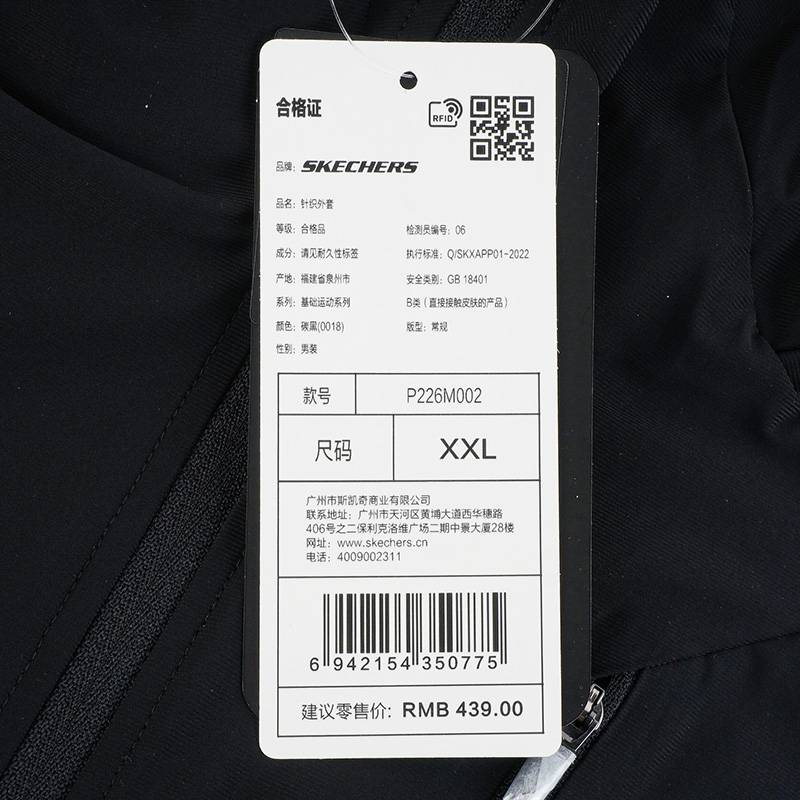 合格证
RFID
品牌: SKECHERS
品名: 针织外套
等级: 合格品
检测员编号: 06
成分: 请见耐久性标签
执行标准: Q/SKXAPP01-2022
产地: 福建省泉州市
安全类别: GB 18401
系列: 基础运动系列
B类（直接接触皮肤的产品）
颜色: 碳黑(0018)
版型: 常规
性别: 男装
款号 P226M002
尺码 XXL
广州市斯凯奇商业有限公司
联系地址: 广州市天河区黄埔大道西华穗路
406号之二保利克洛维广场二期中景大厦28楼
网址: www.skechers.cn
电话: 4009002311
6 942154 350775
建议零售价: RMB 439.00